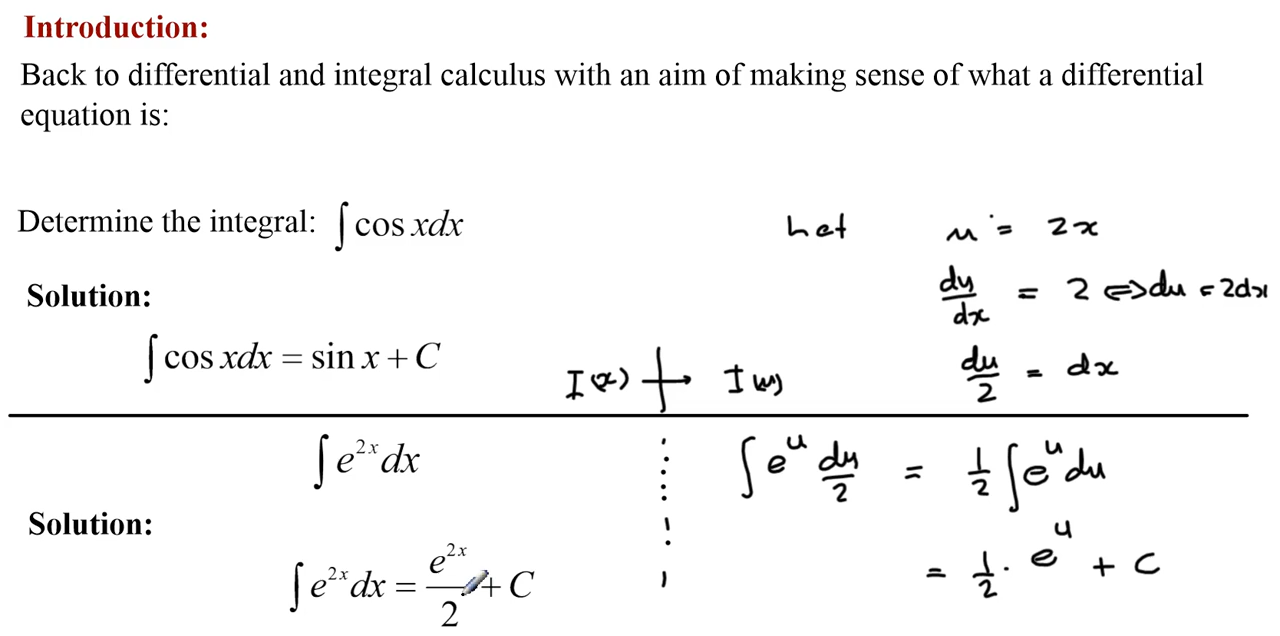 Introduction:
Back to differential and integral calculus with an aim of making sense of what a differential
equation is:
Determine the integral: ∫ cos xdx
Solution:
∫ cos xdx = sin x + C
∫ e^{2x} dx
Solution:
∫ e^{2x} dx = e^{2x}/2 + C
Let u = 2x
du/dx = 2 ⇔ du = 2dx
du/2 = dx
I(x) → I(u)
∫ e^u du/2 = 1/2 ∫ e^u du
= 1/2 · e^u + C